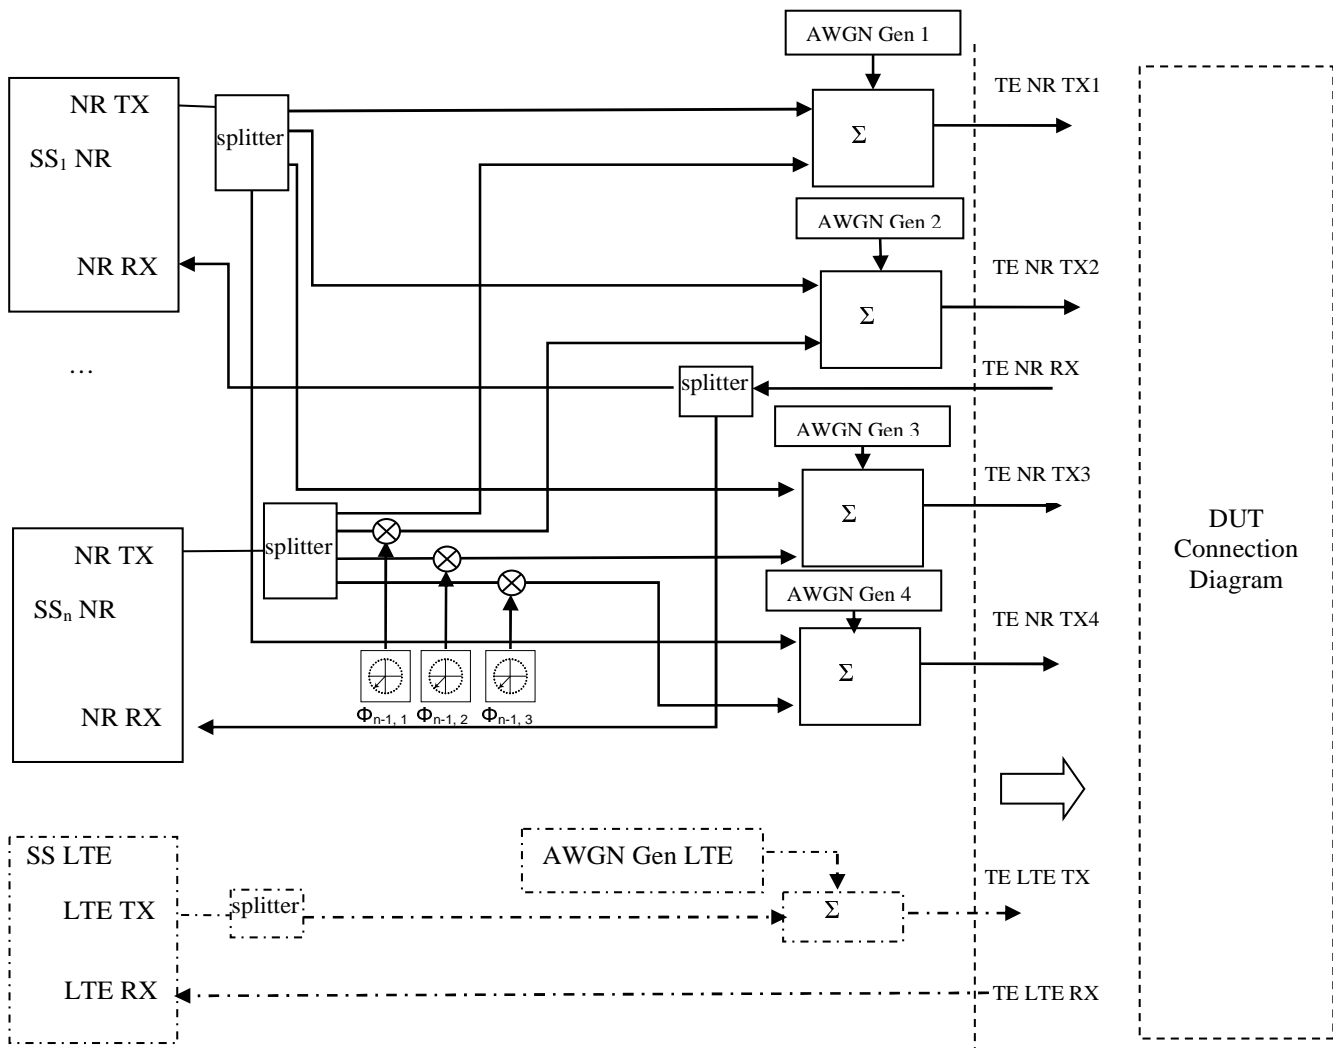 AWGN Gen 1
NR TX
splitter
SS₁ NR
NR RX
Σ
TE NR TX1
AWGN Gen 2
Σ
TE NR TX2
...
splitter
TE NR RX
AWGN Gen 3
Σ
TE NR TX3
NR TX
splitter
SSₙ NR
NR RX
AWGN Gen 4
Σ
TE NR TX4
Φn-1, 1
Φn-1, 2
Φn-1, 3
DUT
Connection
Diagram
SS LTE
LTE TX
splitter
LTE RX
AWGN Gen LTE
Σ
TE LTE TX
TE LTE RX